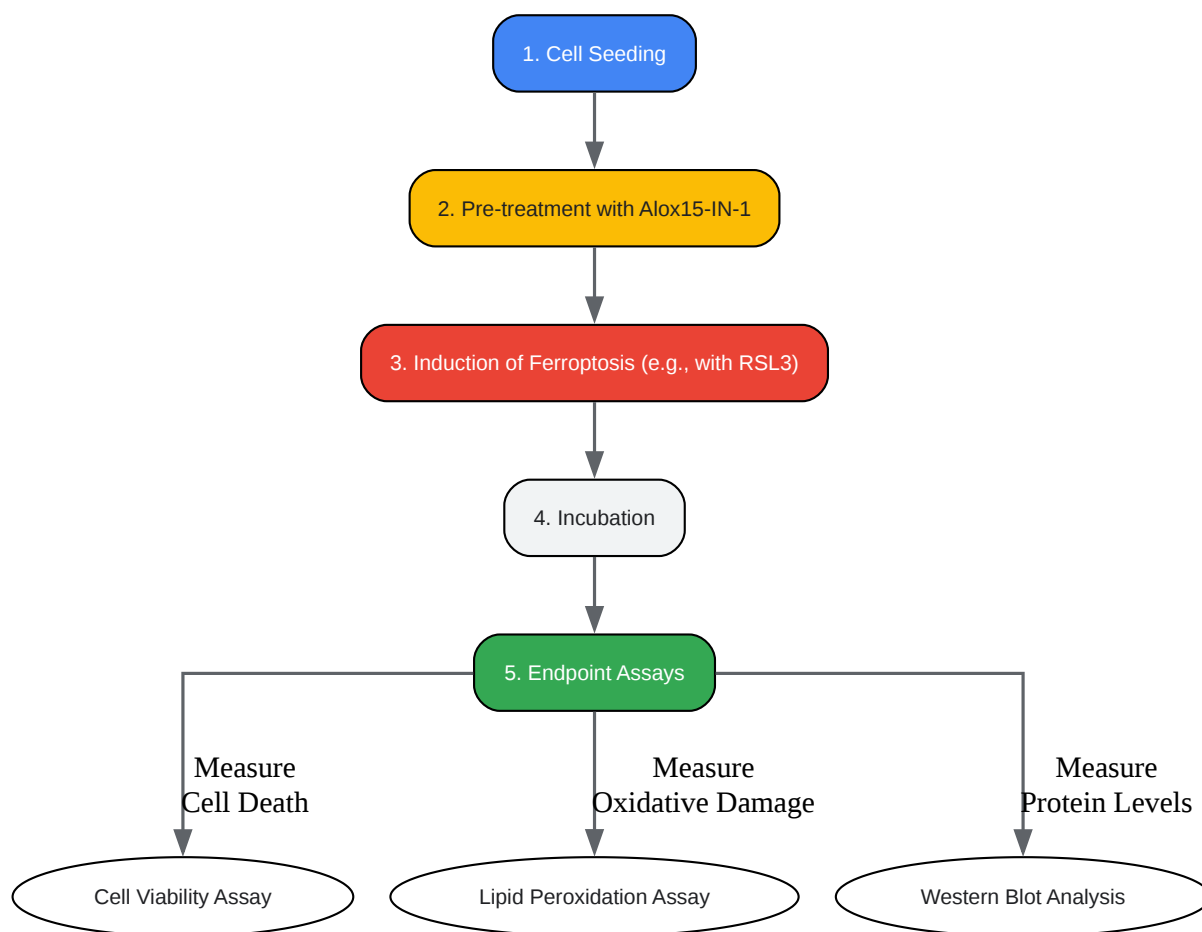 1. Cell Seeding
2. Pre-treatment with Alox15-IN-1
3. Induction of Ferroptosis (e.g., with RSL3)
4. Incubation
5. Endpoint Assays
Measure
Cell Death
Measure
Oxidative Damage
Measure
Protein Levels
Cell Viability Assay
Lipid Peroxidation Assay
Western Blot Analysis